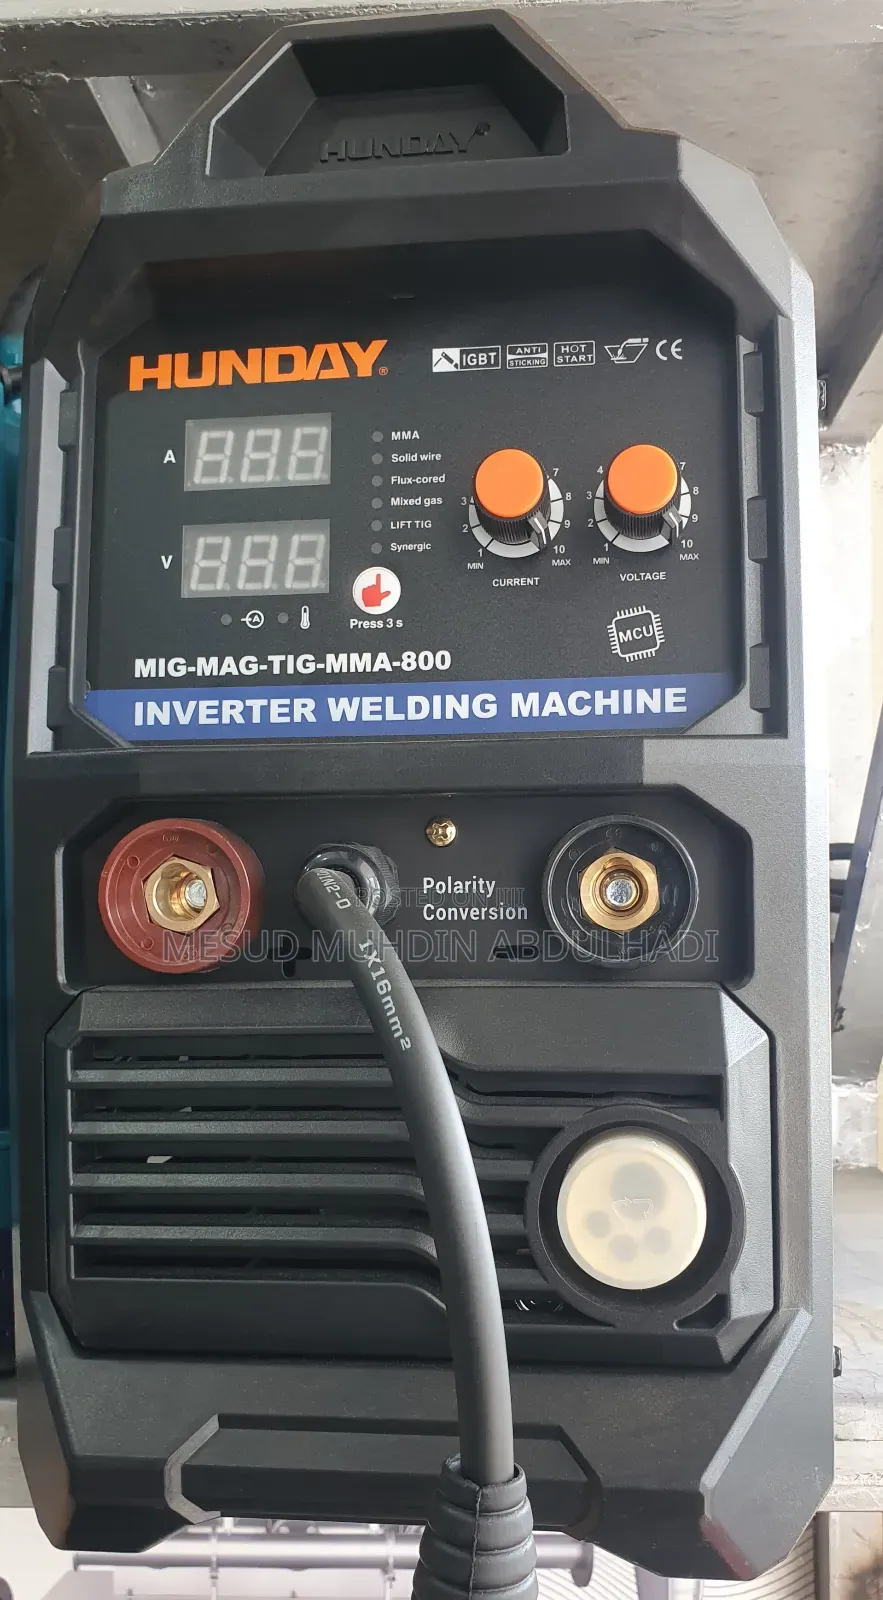 HUNDAY
HUNDAY®
IGBT
ANTI
STICKING
HOT
START
CE
A
888
MMA
Solid wire
Flux-cored
Mixed gas
LIFT TIG
Synergic
V
888
A
Press 3 s
3
2
1
MIN
7
8
9
10
MAX
CURRENT
4
3
2
1
MIN
7
8
9
10
MAX
VOLTAGE
MCU
MIG-MAG-TIG-MMA-800
INVERTER WELDING MACHINE
Polarity
Conversion
1X16mm²
POSTED ON
MESUD MUHDIN ABDULHADI